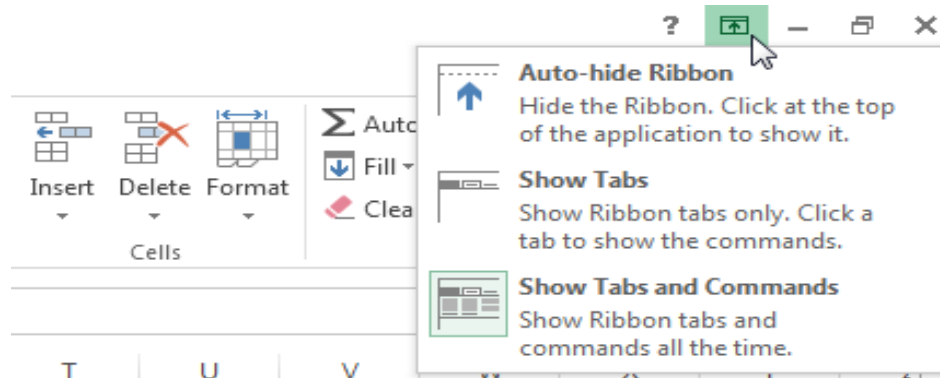 ?
Auto-hide Ribbon
Hide the Ribbon. Click at the top
of the application to show it.
Show Tabs
Show Ribbon tabs only. Click a
tab to show the commands.
Show Tabs and Commands
Show Ribbon tabs and
commands all the time.
Insert Delete Format
Cells
Auto
Fill
Clea
T U V